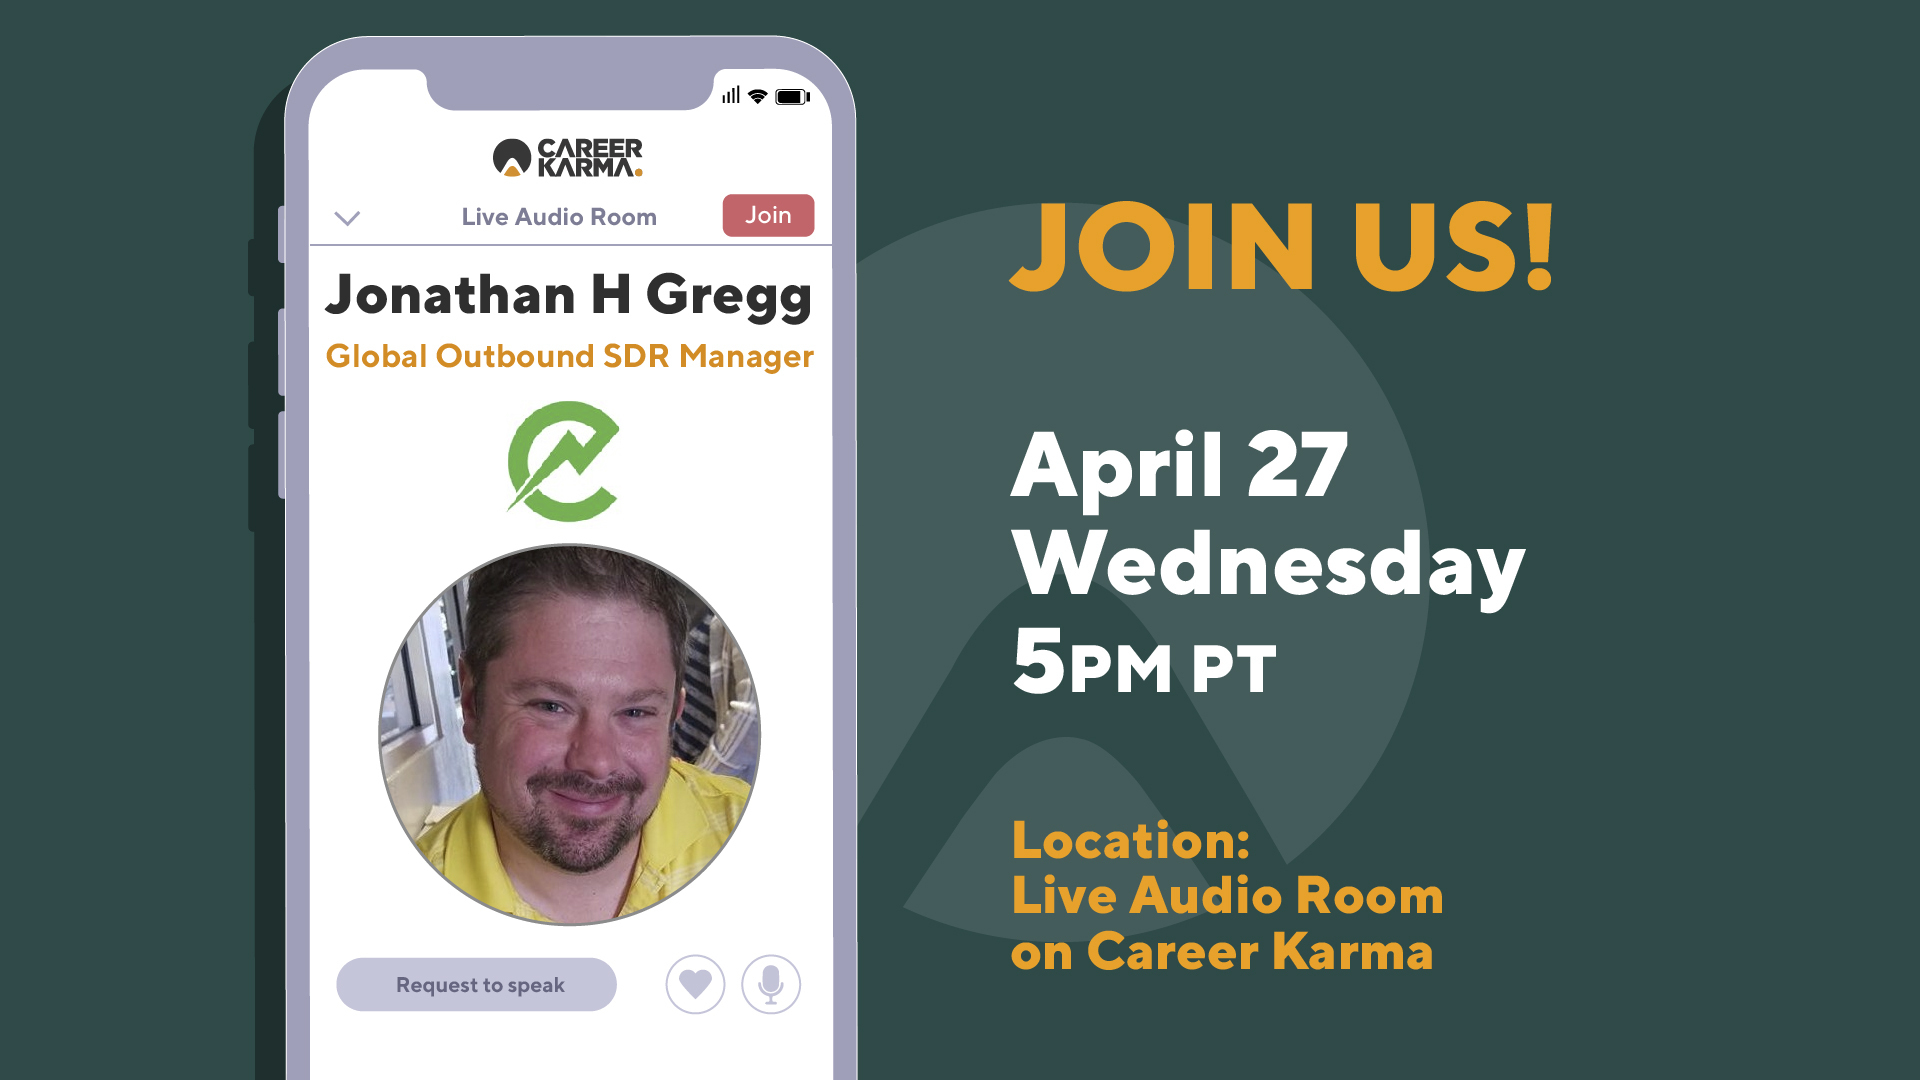 CAREER
KARMA.
Live Audio Room
Join
Jonathan H Gregg
Global Outbound SDR Manager
Request to speak
JOIN US!
April 27
Wednesday
5PM PT
Location:
Live Audio Room
on Career Karma